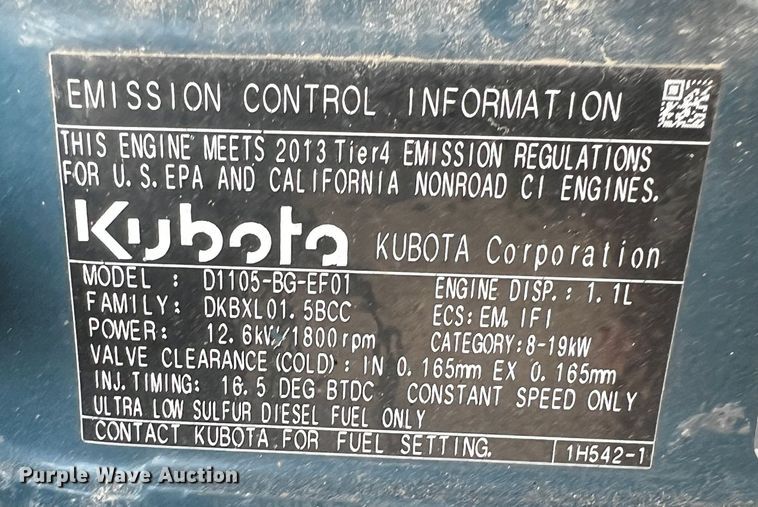 EMISSION CONTROL INFORMATION
THIS ENGINE MEETS 2013 Tier4 EMISSION REGULATIONS
FOR U.S.EPA AND CALIFORNIA NONROAD CI ENGINES.
Kubota KUBOTA Corporation
MODEL : D1105-BG-EF01 ENGINE DISP.: 1.1L
FAMILY: DKBXL01.5BCC ECS: EM, IFI
POWER: 12.6kW/1800rpm CATEGORY:8-19kW
VALVE CLEARANCE(COLD): IN 0.165mm EX 0.165mm
INJ.TIMING: 16.5 DEG BTDC CONSTANT SPEED ONLY
ULTRA LOW SULFUR DIESEL FUEL ONLY
CONTACT KUBOTA FOR FUEL SETTING. 1H542-1
Purple Wave Auction